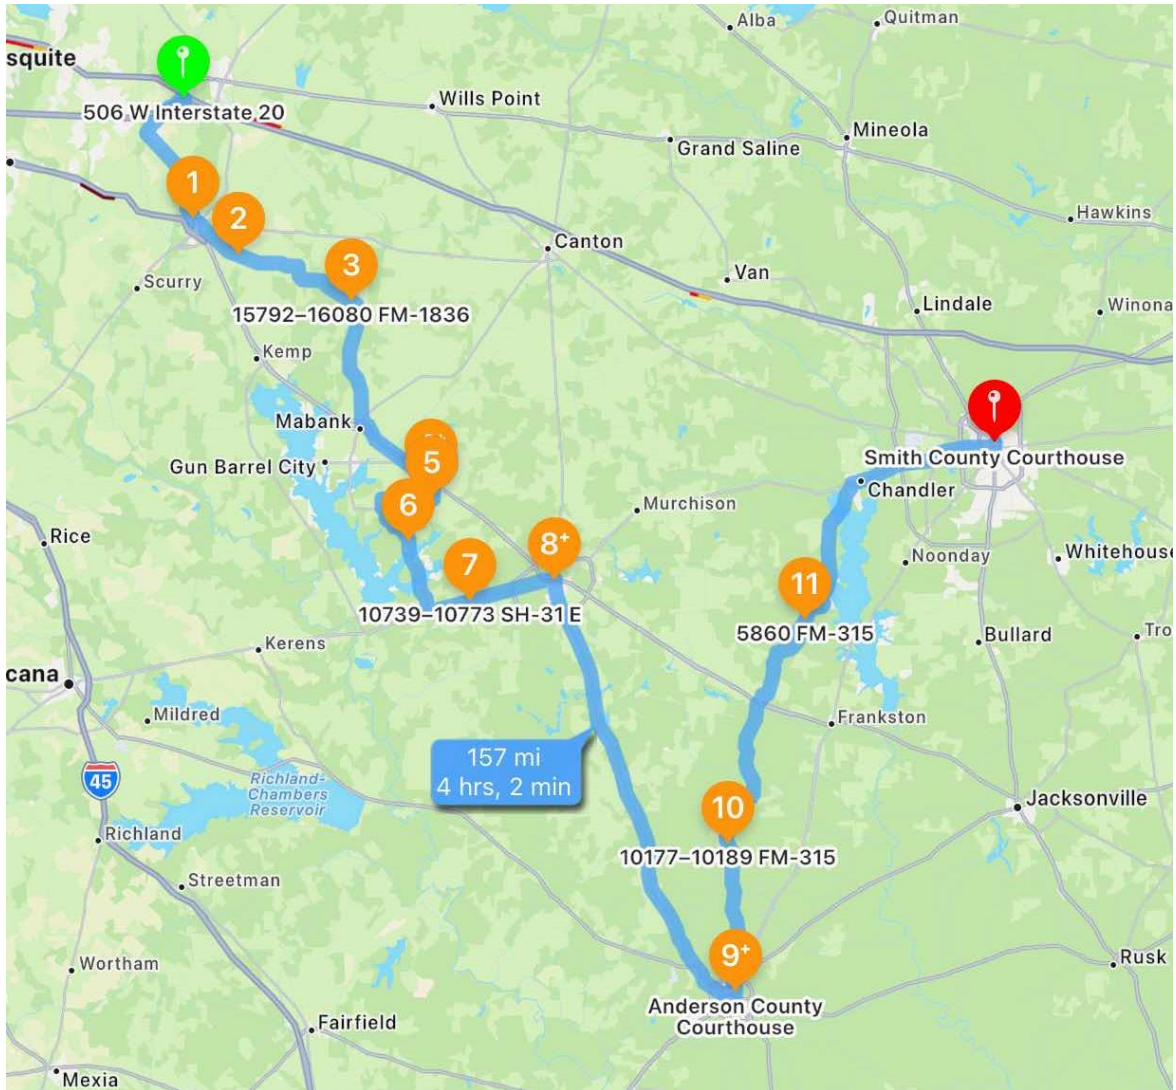 Alba
Quitman
squite
Wills Point
506 W Interstate 20
Mineola
Grand Saline
1
2
Hawkins
Canton
3
Scurry
Van
15792–16080 FM-1836
Lindale
Winona
Kemp
Mabank
5
Smith County Courthouse
Gun Barrel City
Chandler
6
Murchison
Rice
8+
Noonday
Whitehouse
7
11
10739–10773 SH-31 E
5860 FM-315
Kerens
Bullard
Tro
cana
Mildred
Frankston
157 mi
4 hrs, 2 min
45
Richland-
Chambers
Reservoir
10
Jacksonville
Richland
10177–10189 FM-315
Streetman
9+
Wortham
Rusk
Anderson County
Courthouse
Fairfield
Mexia